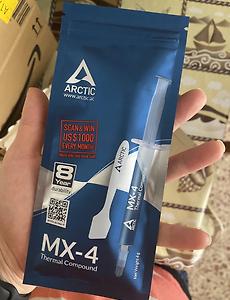 ARCTIC
www.arctic.ac
SCAN & WIN
US$1000
EVERY MONTH
8
Year
durability
ARCTIC
MX-4
MX-4
Thermal Compound